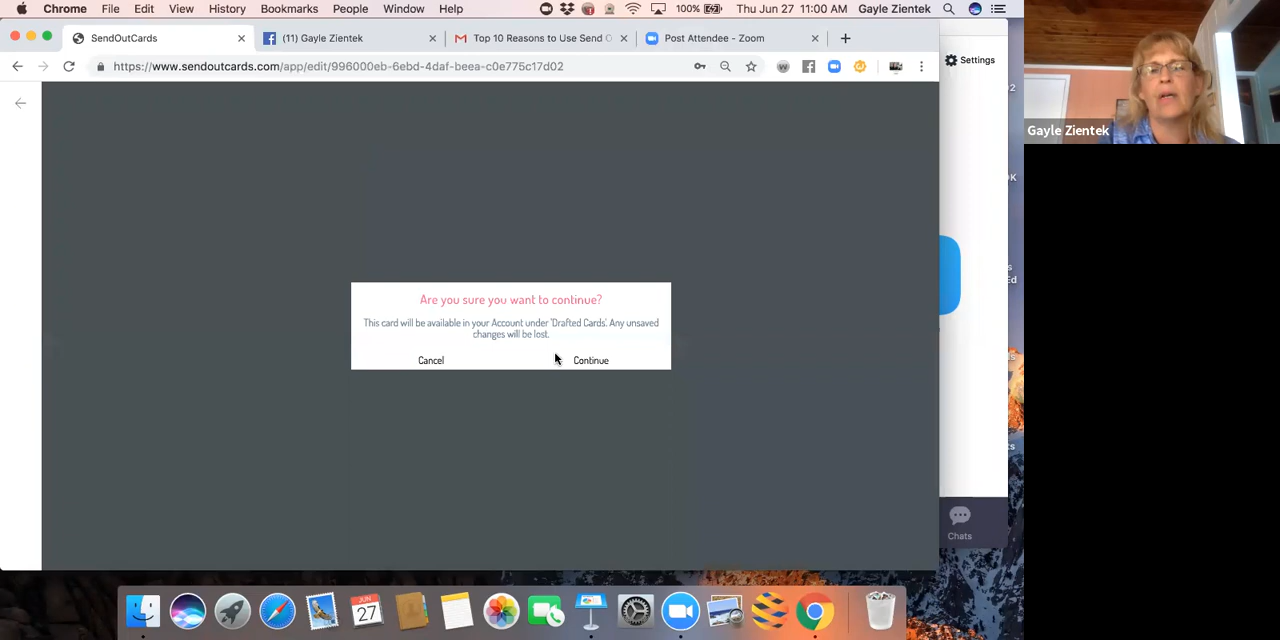 Chrome File Edit View History Bookmarks People Window Help 100% Thu Jun 27 11:00 AM Gayle Zientek
SendOutCards
(11) Gayle Zientek
Top 10 Reasons to Use Send
Post Attendee - Zoom
https://www.sendoutcards.com/app/edit/996000eb-6ebd-4daf-beea-c0e775c17d02
Settings
Gayle Zientek
Are you sure you want to continue?
This card will be available in your Account under 'Drafted Cards'. Any unsaved
changes will be lost.
Cancel Continue
Chats
JUN
27